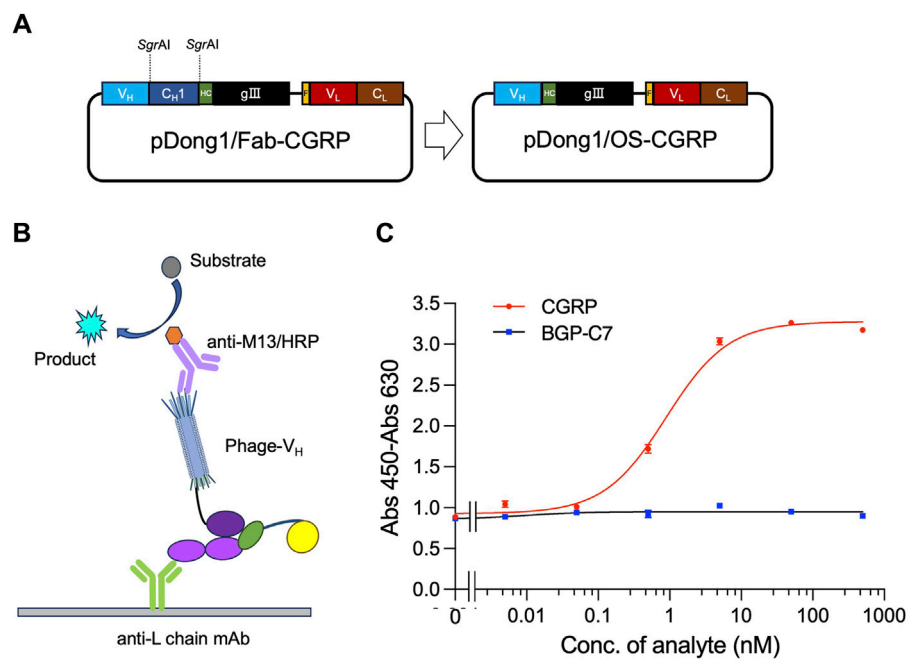 A
SgrAI SgrAI
VH CH1 HC gIII F VL CL
pDong1/Fab-CGRP
VH HC gIII F VL CL
pDong1/OS-CGRP
B
Substrate
Product
anti-M13/HRP
Phage-VH
anti-L chain mAb
C
CGRP
BGP-C7
Abs 450-Abs 630
3.5
3.0
2.5
2.0
1.5
1.0
0.5
0.0
0 0.01 0.1 1 10 100 1000
Conc. of analyte (nM)